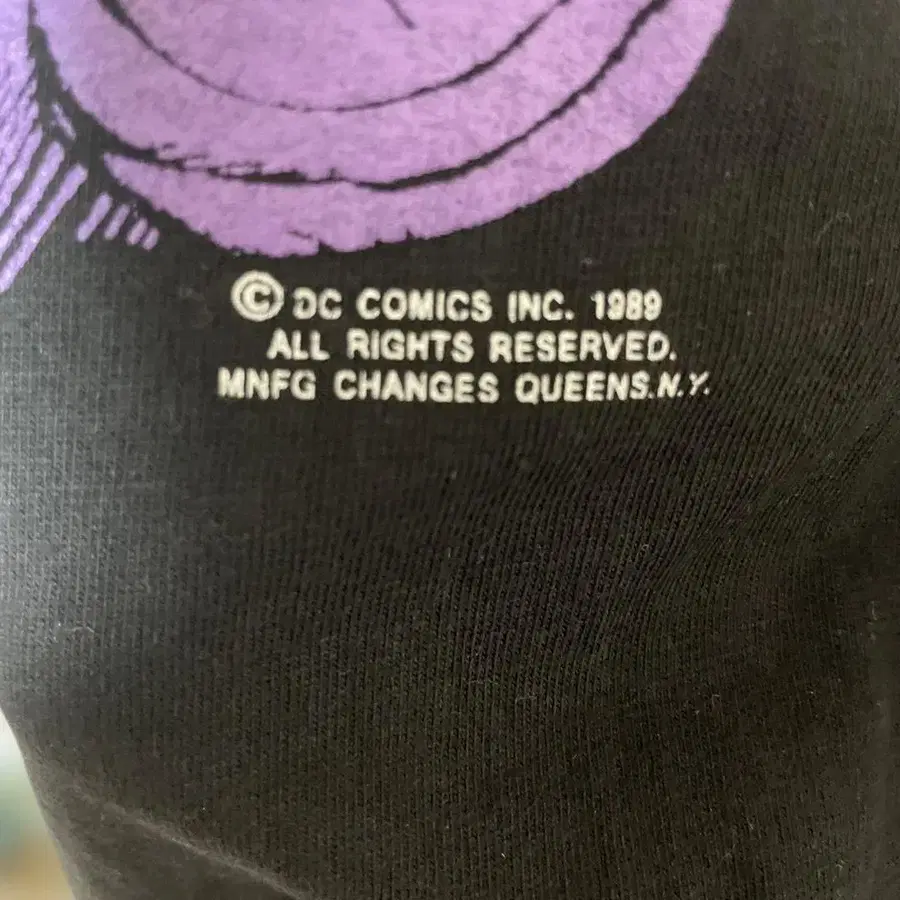 © DC COMICS INC. 1989
ALL RIGHTS RESERVED.
MNFG CHANGES QUEENS.N.Y.